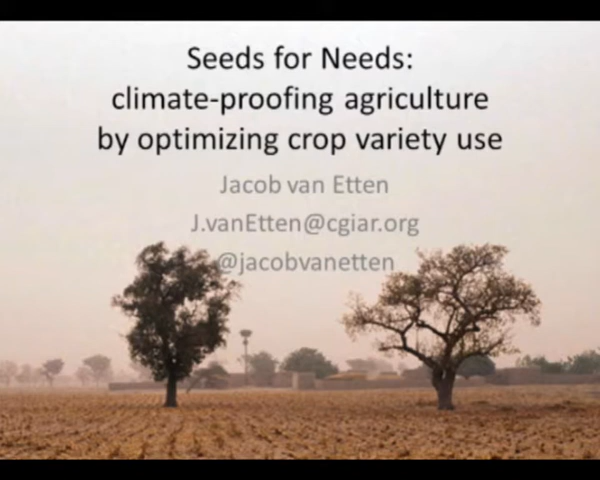 Seeds for Needs:
climate-proofing agriculture
by optimizing crop variety use
Jacob van Etten
J.vanEtten@cgiar.org
@jacobvanetten